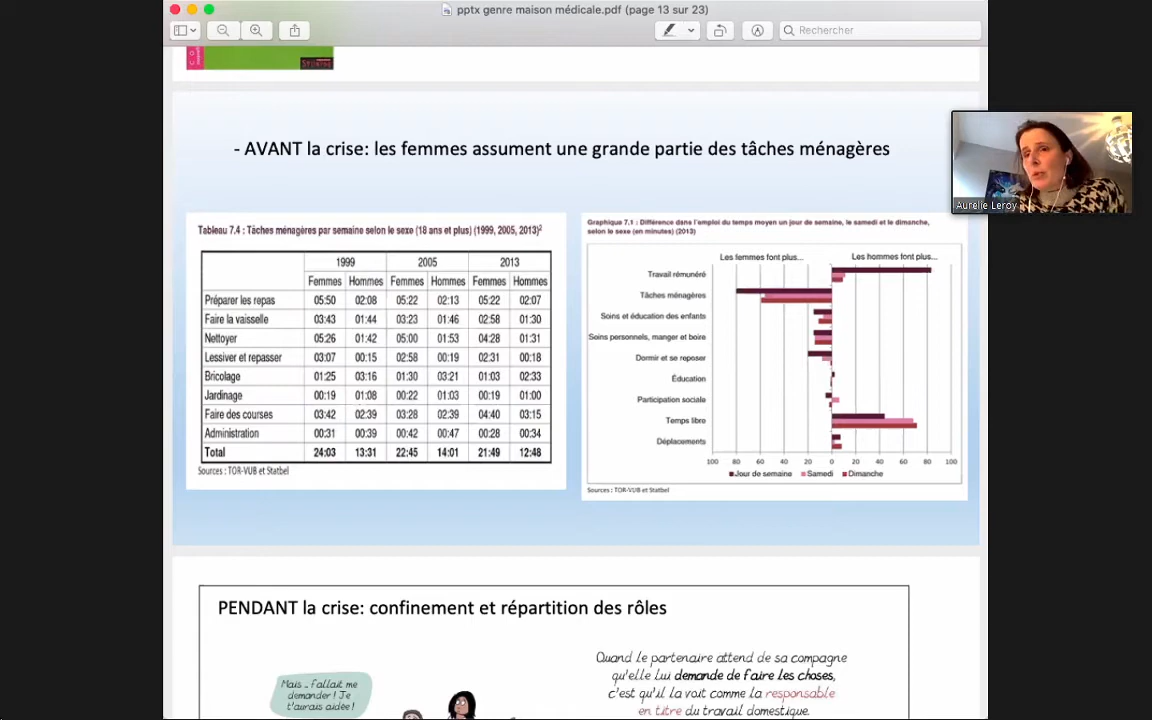 pptx genre maison médicale.pdf (page 13 sur 23)
Rechercher
- AVANT la crise: les femmes assument une grande partie des tâches ménagères
Aurélie Leroy
Tableau 7.4 : Tâches ménagères par semaine selon le sexe (18 ans et plus) (1999, 2005, 2013)²
1999 2005 2013
Femmes Hommes Femmes Hommes Femmes Hommes
Préparer les repas 05:50 02:08 05:22 02:13 05:22 02:07
Faire la vaisselle 03:43 01:44 03:23 01:46 02:58 01:30
Nettoyer 05:26 01:42 05:00 01:53 04:28 01:31
Lessiver et repasser 03:07 00:15 02:58 00:19 02:31 00:18
Bricolage 01:25 03:16 01:30 03:21 01:03 02:33
Jardinage 00:19 01:08 00:22 01:03 00:19 01:00
Faire des courses 03:42 02:39 03:28 02:39 04:40 03:15
Administration 00:31 00:39 00:42 00:47 00:28 00:34
Total 24:03 13:31 22:45 14:01 21:49 12:48
Sources : TOR-VUB et Statbel
Graphique 7.1 : Différence dans l'emploi du temps moyen un jour de semaine, le samedi et le dimanche,
selon le sexe (en minutes) (2013)
Les femmes font plus... Les hommes font plus...
Travail rémunéré
Tâches ménagères
Soins et éducation des enfants
Soins personnels, manger et boire
Dormir et se reposer
Éducation
Participation sociale
Temps libre
Déplacements
100 80 60 40 20 0 20 40 60 80 100
Jour de semaine Samedi Dimanche
Sources : TOR-VUB et Statbel
PENDANT la crise: confinement et répartition des rôles
Mais .. fallait me
demander ! Je
t'aurais aidée !
Quand le partenaire attend de sa compagne
qu'elle lui demande de faire les choses,
c'est qu'il la voit comme la responsable
en titre du travail domestique.